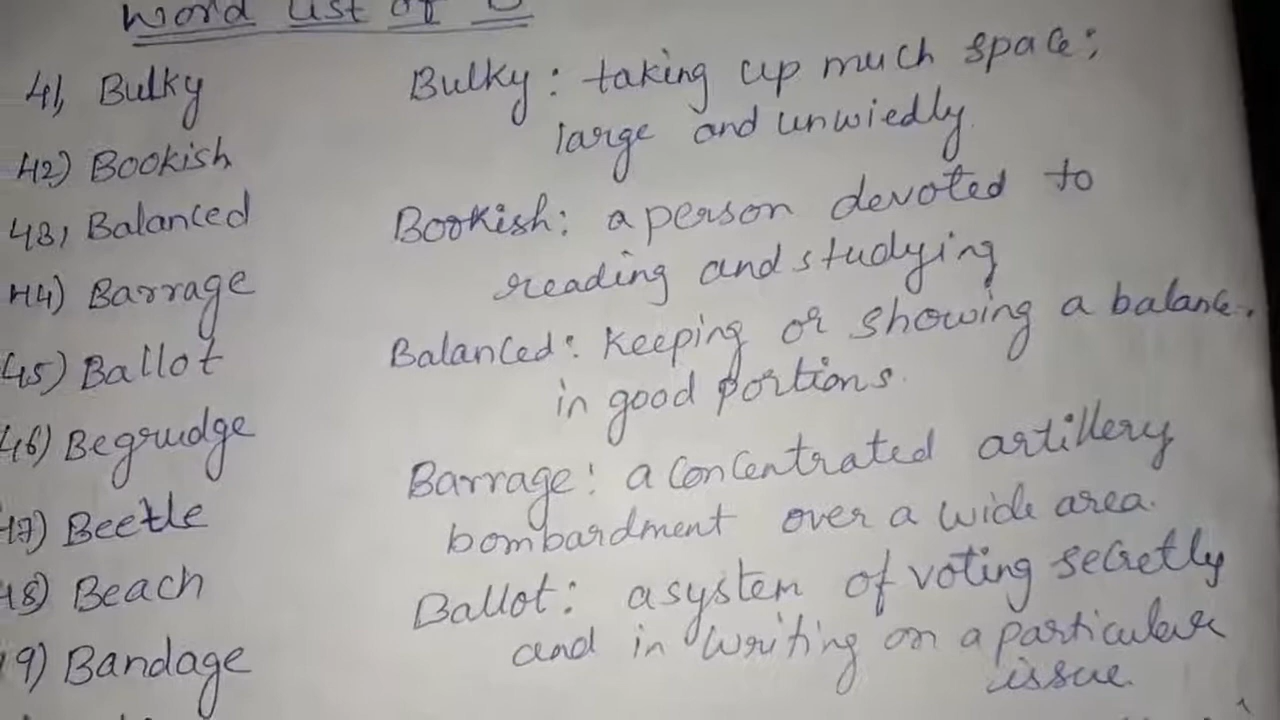 Word List of B
41, Bulky
42) Bookish
43, Balanced
44) Barrage
45) Ballot
46) Begrudge
47) Beetle
48) Beach
9) Bandage
Bulky: taking up much space;
large and unwiedly.
Bookish: a person devoted to
reading and studying
Balanced: Keeping or showing a balance.
in good portions.
Barrage: a concentrated artillery
bombardment over a wide area.
Ballot: a system of voting secretly
and in writing on a particular
issue.